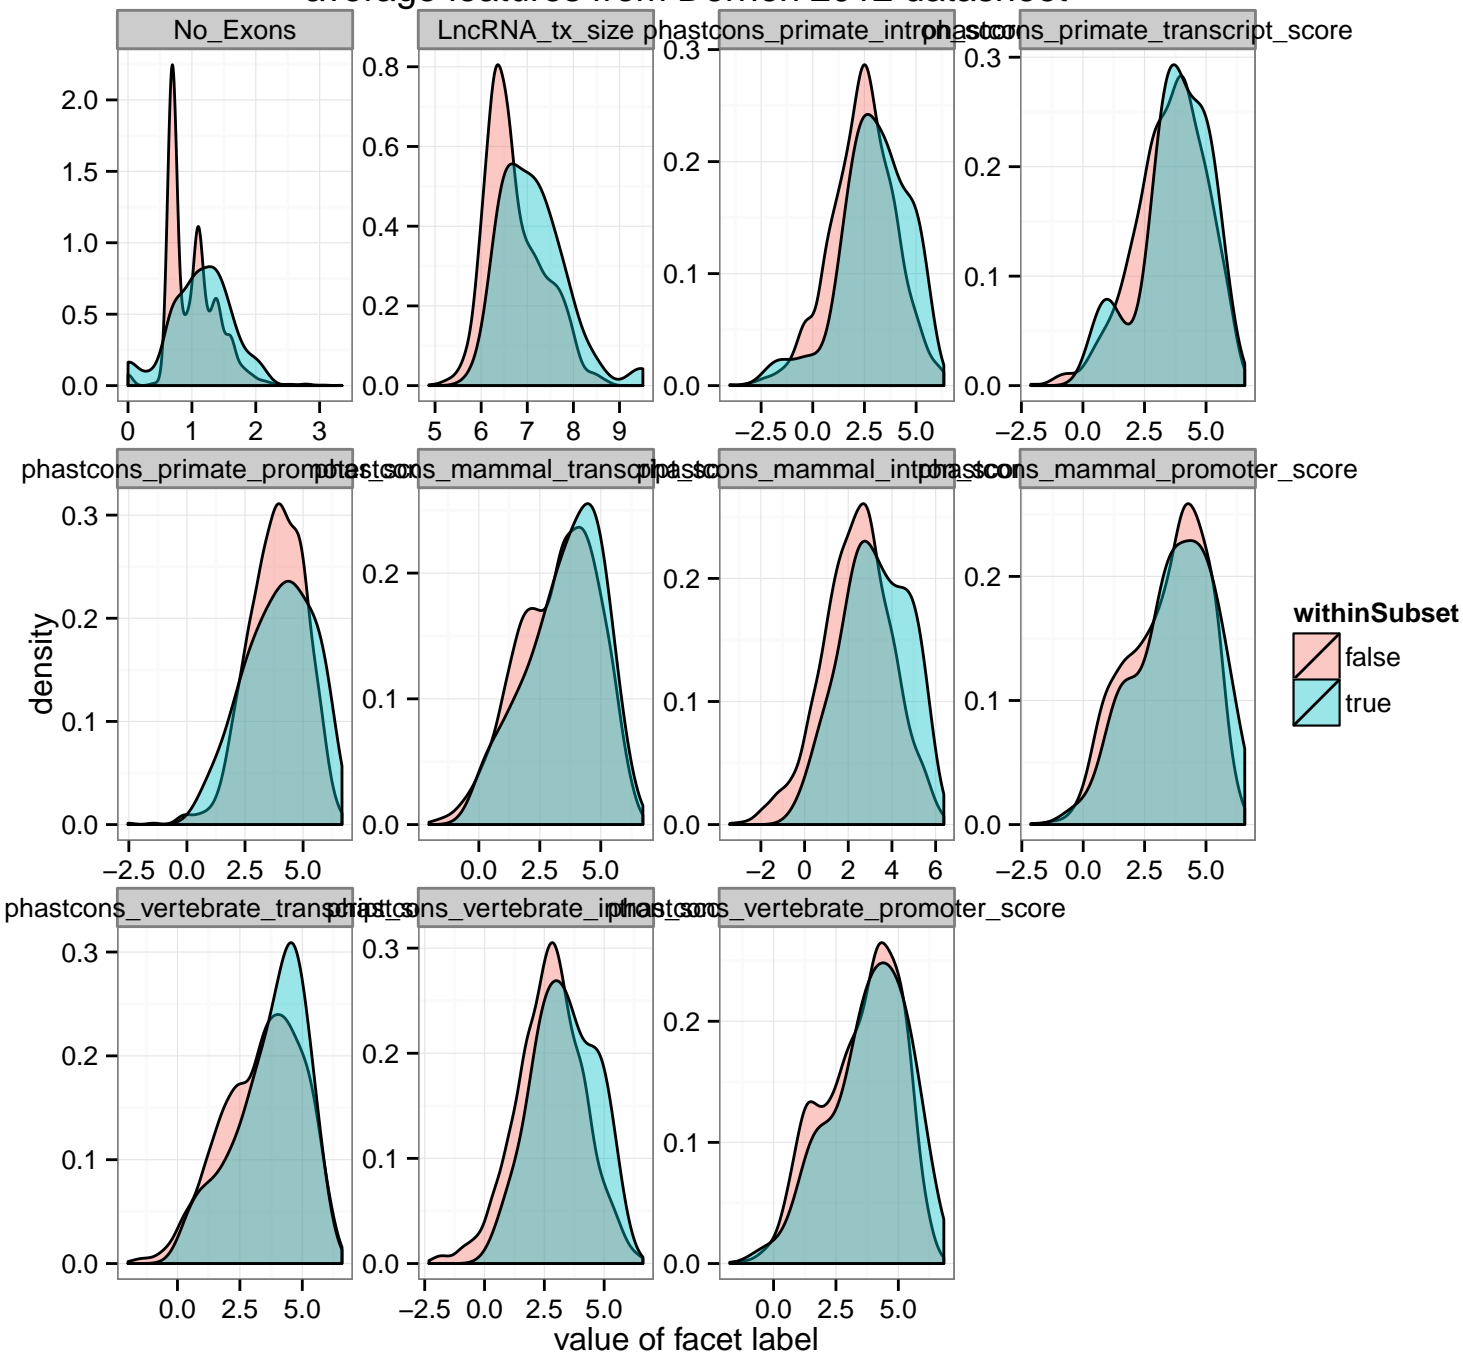 average features from
No_Exons
LncRNA_tx_size
phastcons_primate_intron_score
phastcons_primate_transcript_score
2.0
1.5
1.0
0.5
0.0
0 1 2 3
0.8
0.6
0.4
0.2
0.0
5 6 7 8 9
0.3
0.2
0.1
0.0
−2.5 0.0 2.5 5.0
0.3
0.2
0.1
0.0
−2.5 0.0 2.5 5.0
phastcons_primate_promoter_score
phastcons_mammal_transcript_score
phastcons_mammal_intron_score
phastcons_mammal_promoter_score
0.3
0.2
0.1
0.0
−2.5 0.0 2.5 5.0
0.2
0.1
0.0
0.0 2.5 5.0
0.2
0.1
0.0
−2 0 2 4 6
0.2
0.1
0.0
−2.5 0.0 2.5 5.0
phastcons_vertebrate_transcript_score
phastcons_vertebrate_intron_score
phastcons_vertebrate_promoter_score
0.3
0.2
0.1
0.0
0.0 2.5 5.0
0.3
0.2
0.1
0.0
−2.5 0.0 2.5 5.0
0.2
0.1
0.0
0.0 2.5 5.0
density
value of facet label
withinSubset
false
true